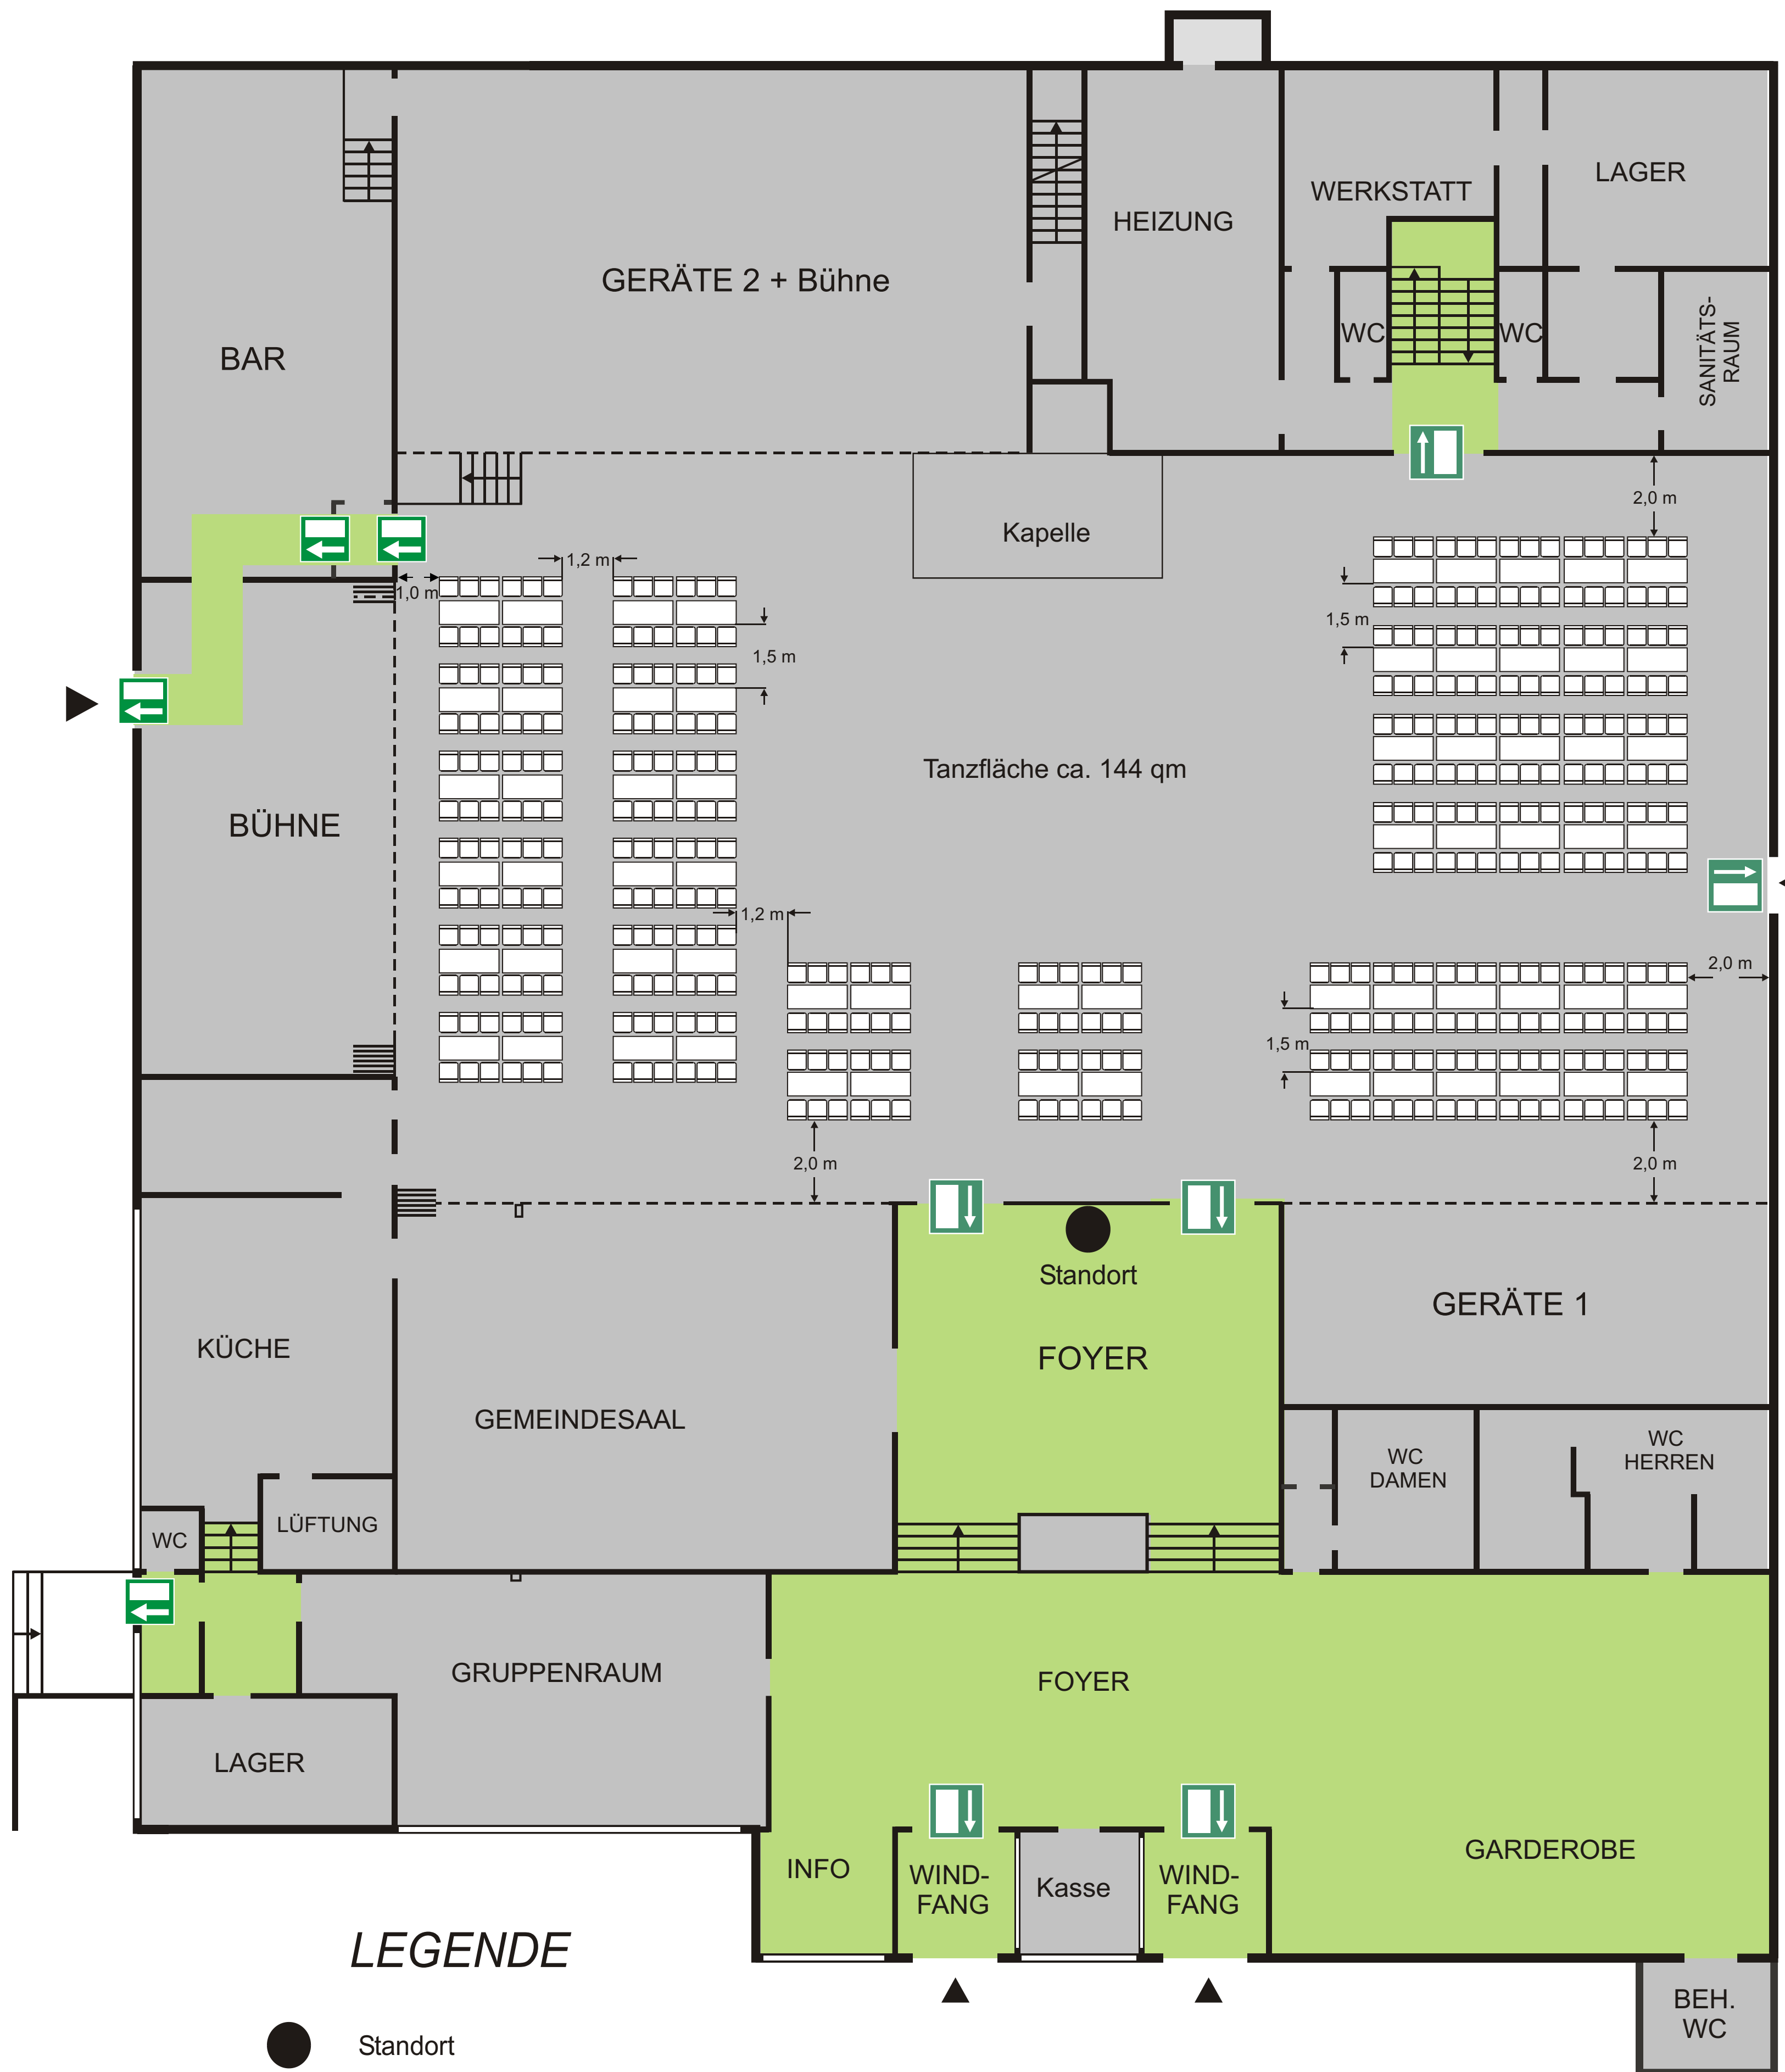 WERKSTATT
LAGER
HEIZUNG
GERÄTE 2 + Bühne
BAR
WC
WC
SANITÄTS-
RAUM
2,0 m
Kapelle
1,2 m
1,0 m
1,5 m
1,5 m
Tanzfläche ca. 144 qm
BÜHNE
1,2 m
2,0 m
1,5 m
2,0 m
2,0 m
Standort
GERÄTE 1
KÜCHE
FOYER
GEMEINDESAAL
WC
DAMEN
WC
HERREN
WC
LÜFTUNG
GRUPPENRAUM
FOYER
LAGER
INFO
WIND-
FANG
Kasse
WIND-
FANG
GARDEROBE
LEGENDE
BEH.
WC
Standort